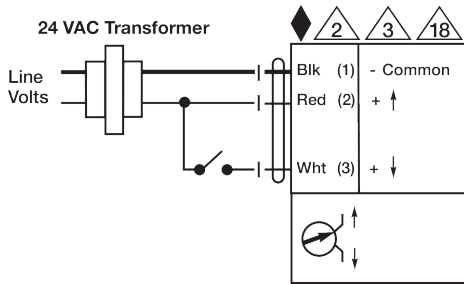 24 VAC Transformer
2 3 18
Line
Volts
Blk (1) - Common
Red (2) + ↑
Wht (3) + ↓